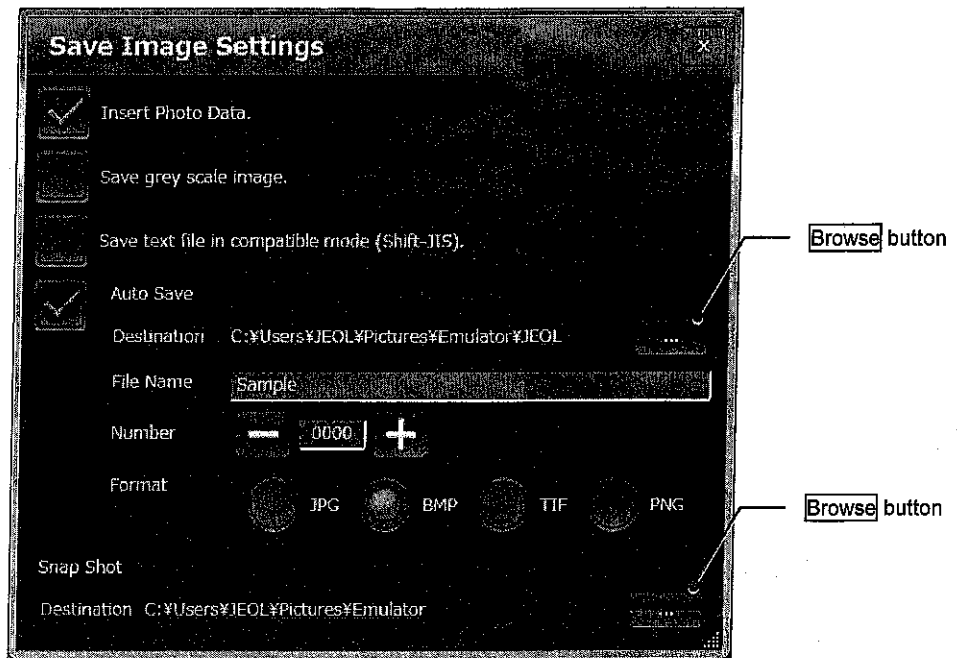 Save Image Settings ×
Insert Photo Data.
Save grey scale image.
Save text file in compatible mode (Shift-JIS).
Browse button
Auto Save
Destination C:¥Users¥JEOL¥Pictures¥Emulator¥JEOL ...
File Name Sample
Number − 0000 +
Format JPG BMP TIF PNG
Browse button
Snap Shot
Destination C:¥Users¥JEOL¥Pictures¥Emulator ...